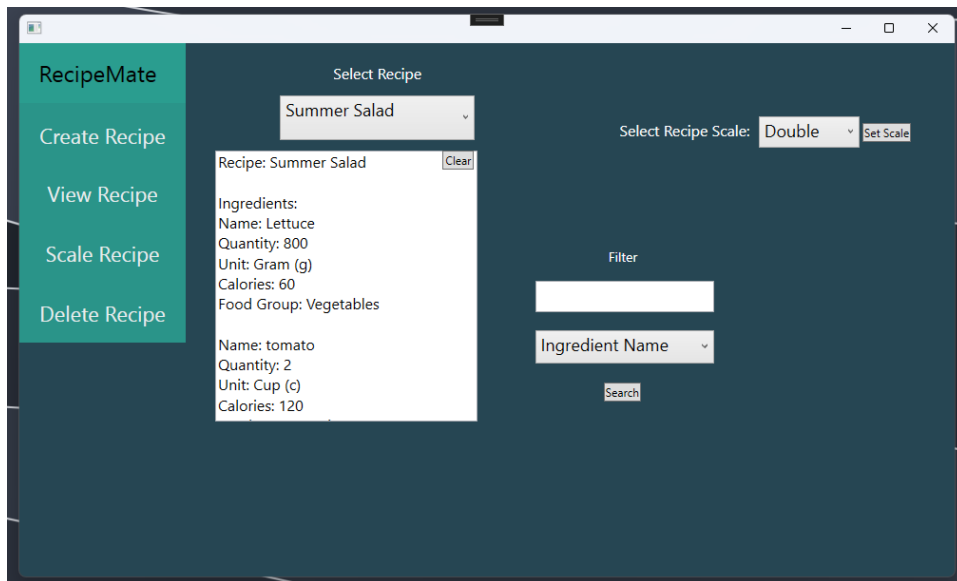 RecipeMate
Create Recipe
View Recipe
Scale Recipe
Delete Recipe
Select Recipe
Summer Salad
Clear
Recipe: Summer Salad
Ingredients:
Name: Lettuce
Quantity: 800
Unit: Gram (g)
Calories: 60
Food Group: Vegetables
Name: tomato
Quantity: 2
Unit: Cup (c)
Calories: 120
Select Recipe Scale:
Double
Set Scale
Filter
Ingredient Name
Search